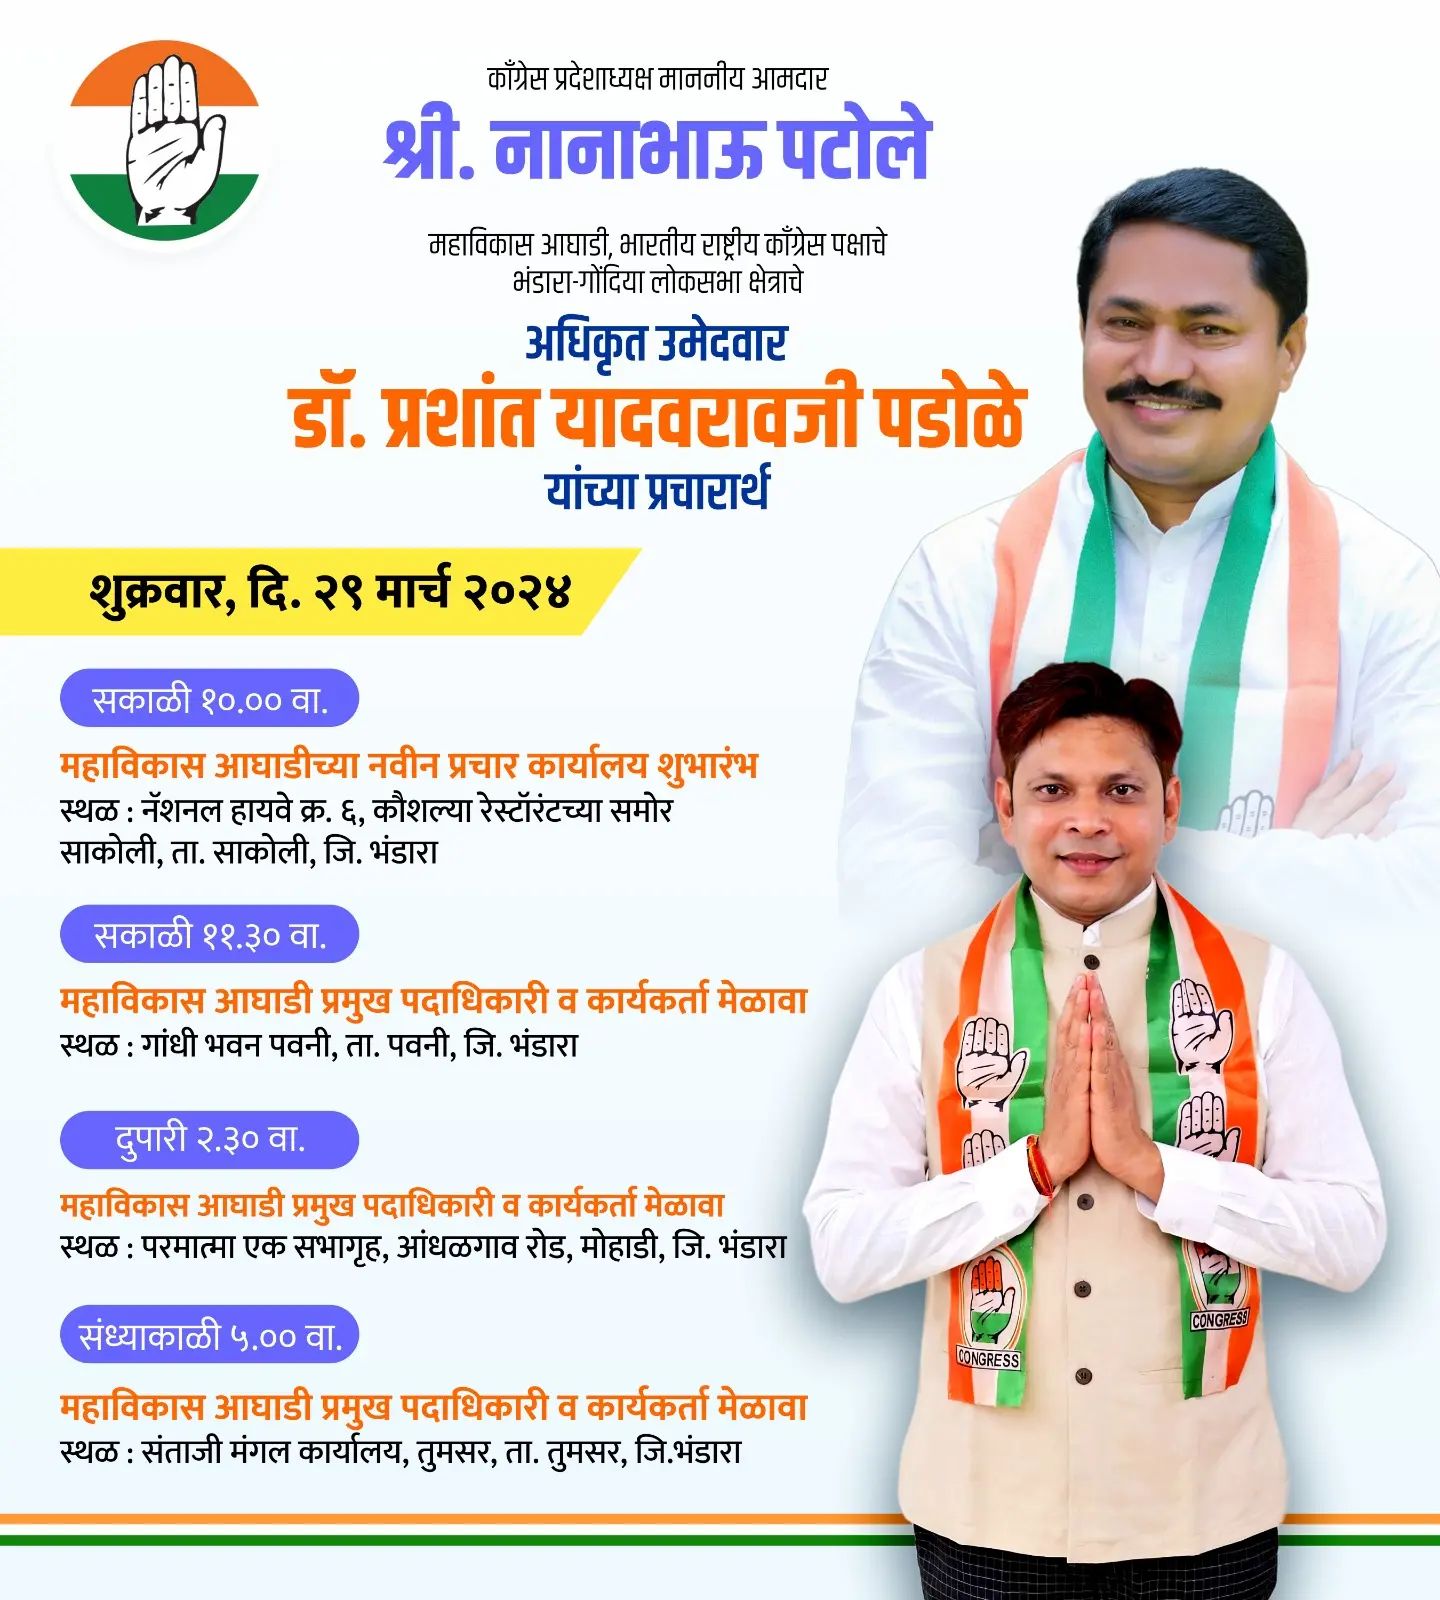 काँग्रेस प्रदेशाध्यक्ष माननीय आमदार
श्री. नानाभाऊ पटोले
महाविकास आघाडी, भारतीय राष्ट्रीय काँग्रेस पक्षाचे
भंडारा-गोंदिया लोकसभा क्षेत्राचे
अधिकृत उमेदवार
डॉ. प्रशांत यादवरावजी पडोळे
यांच्या प्रचारार्थ
शुक्रवार, दि. २९ मार्च २०२४
सकाळी १०.०० वा.
महाविकास आघाडीच्या नवीन प्रचार कार्यालय शुभारंभ
स्थळ : नॅशनल हायवे क्र. ६, कौशल्या रेस्टॉरंटच्या समोर
साकोली, ता. साकोली, जि. भंडारा
सकाळी ११.३० वा.
महाविकास आघाडी प्रमुख पदाधिकारी व कार्यकर्ता मेळावा
स्थळ : गांधी भवन पवनी, ता. पवनी, जि. भंडारा
दुपारी २.३० वा.
महाविकास आघाडी प्रमुख पदाधिकारी व कार्यकर्ता मेळावा
स्थळ : परमात्मा एक सभागृह, आंधळगाव रोड, मोहाडी, जि. भंडारा
संध्याकाळी ५.०० वा.
महाविकास आघाडी प्रमुख पदाधिकारी व कार्यकर्ता मेळावा
स्थळ : संताजी मंगल कार्यालय, तुमसर, ता. तुमसर, जि.भंडारा
CONGRESS
CONGRESS